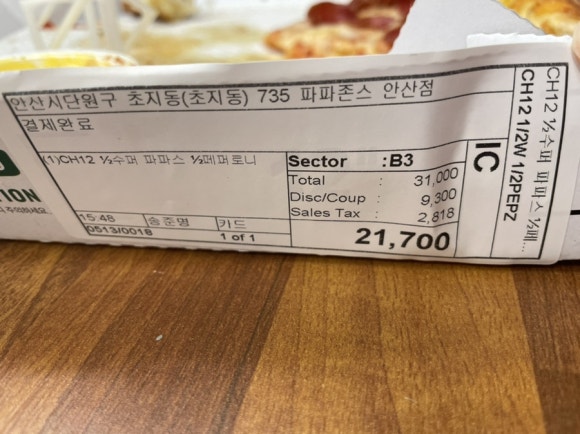 안산시단원구 초지동(초지동) 735 파파존스 안산점
결제완료
(1)CH12 ½수퍼 파파스 ½페퍼로니
Sector :B3
Total : 31,000
Disc/Coup : 9,300
Sales Tax : 2,818
21,700
15:48 송준명 카드
0513/0018 1 of 1
IC
CH12 ½수퍼 파파스 ½페...
CH12 1/2W 1/2PEPZ
TION